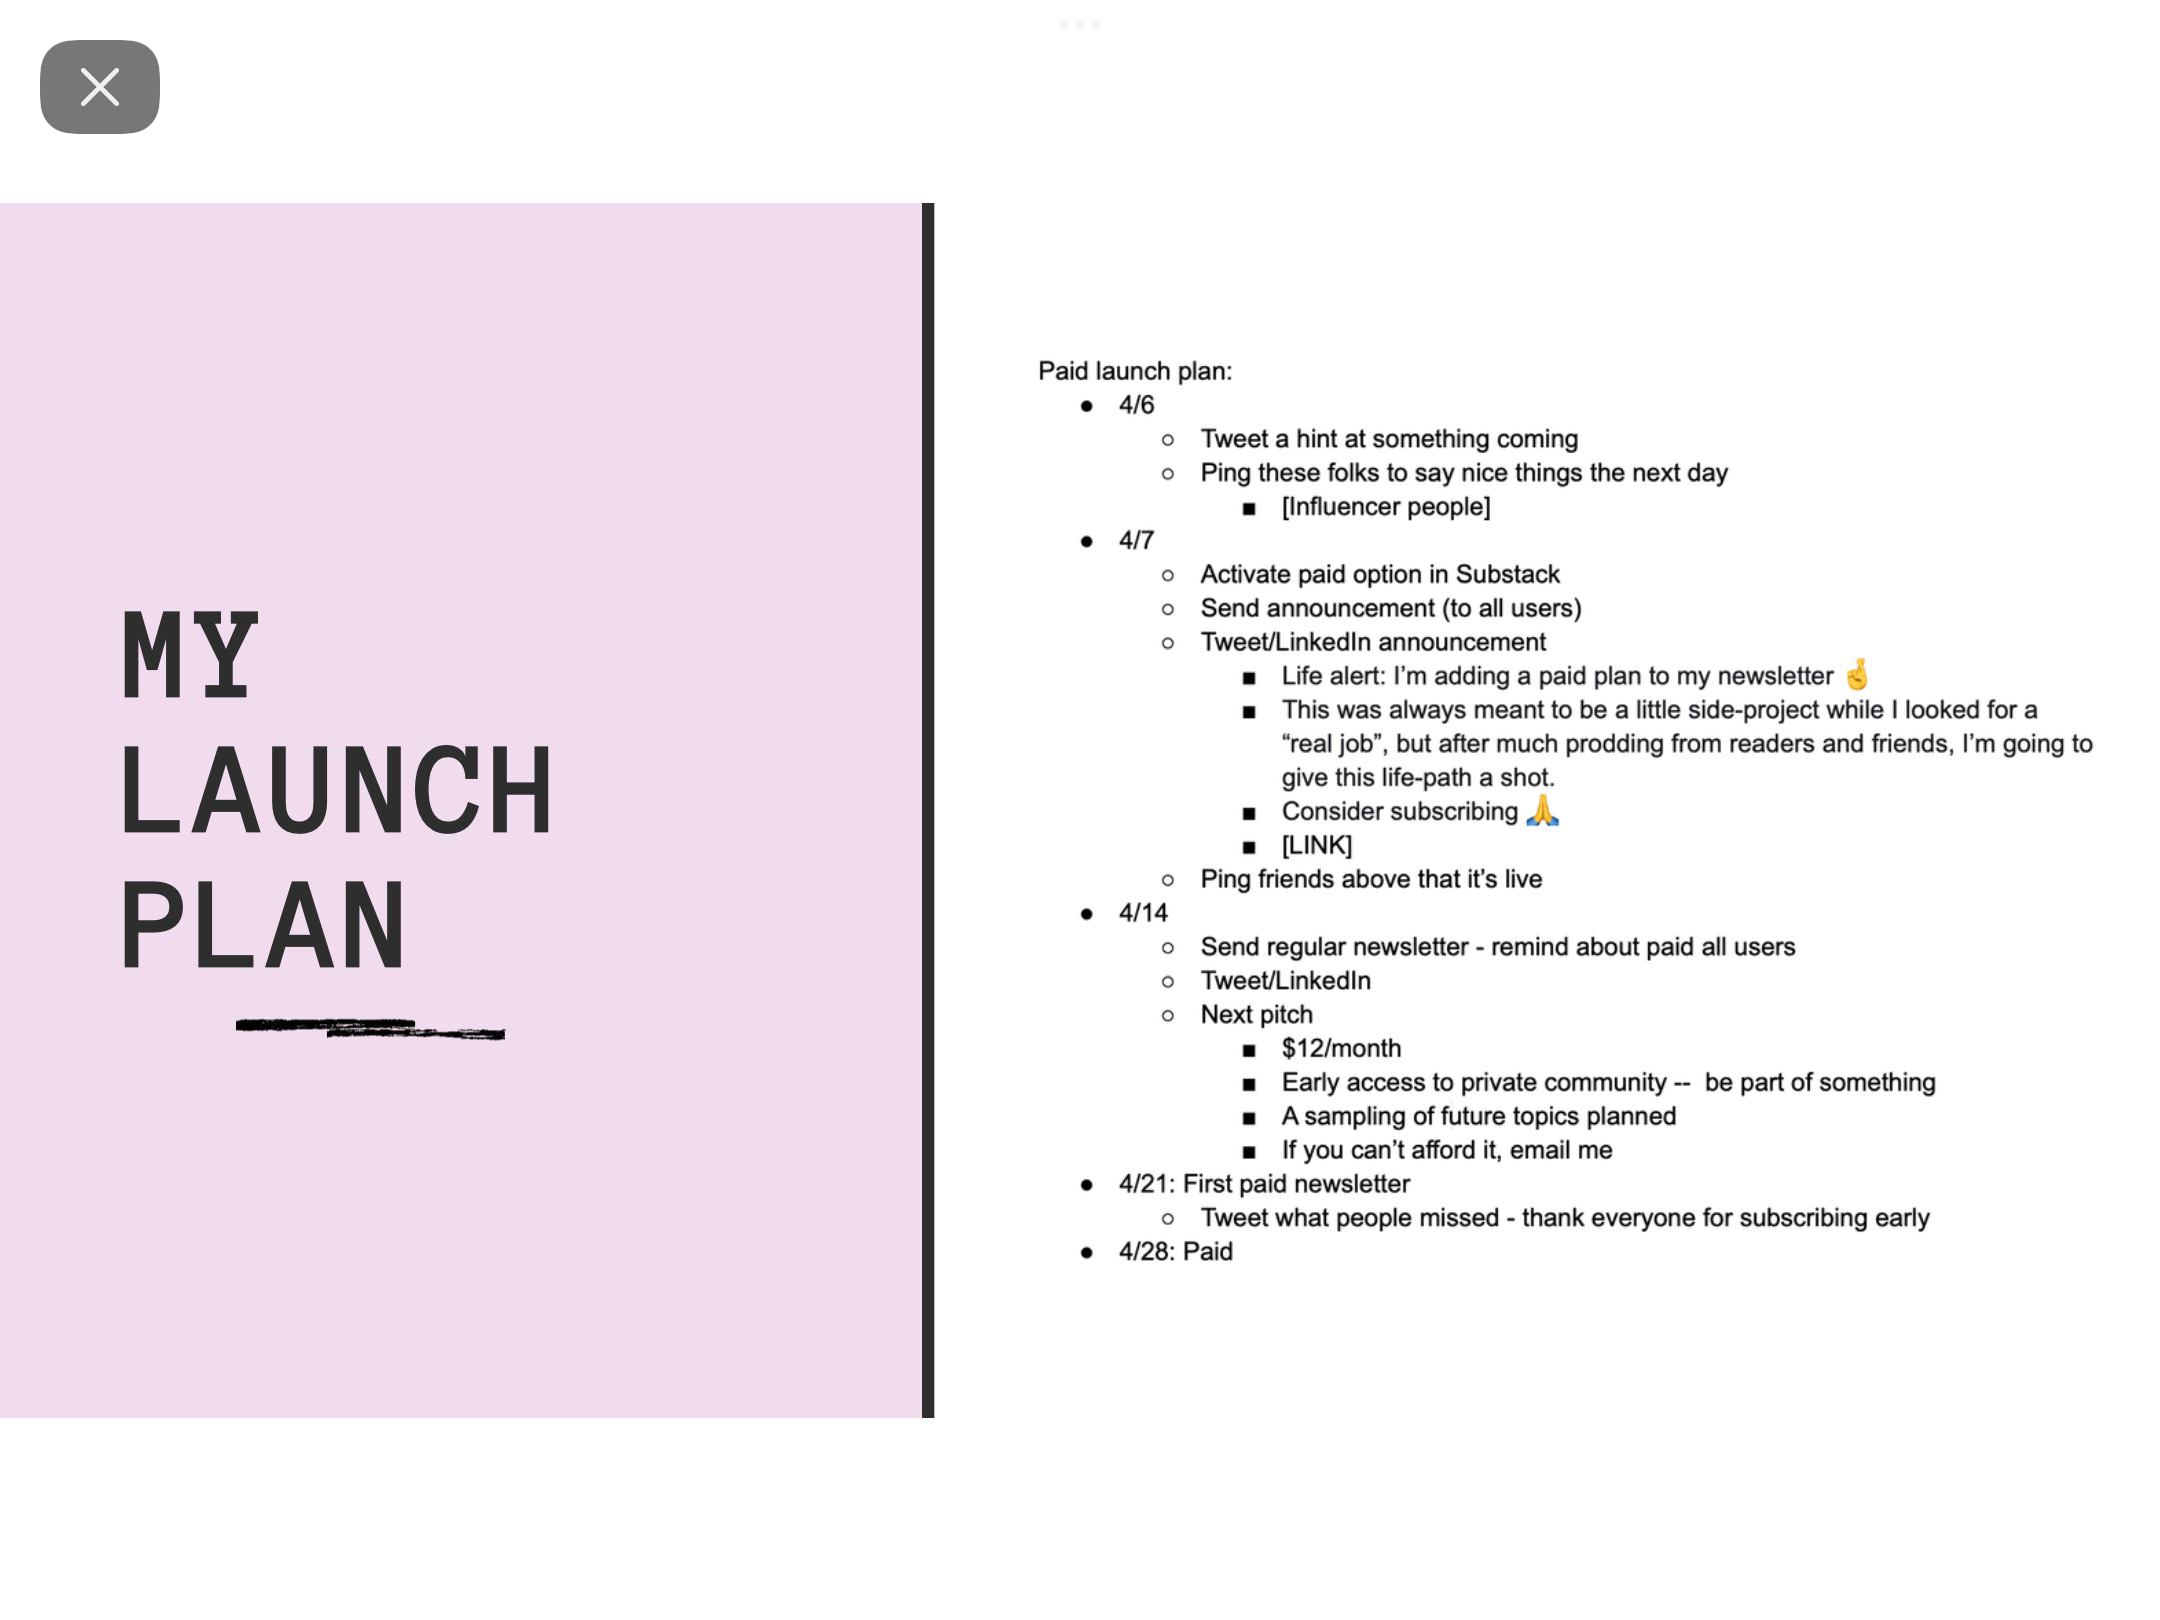 MY
LAUNCH
PLAN
Paid launch plan:
● 4/6
○ Tweet a hint at something coming
○ Ping these folks to say nice things the next day
■ [Influencer people]
● 4/7
○ Activate paid option in Substack
○ Send announcement (to all users)
○ Tweet/LinkedIn announcement
■ Life alert: I’m adding a paid plan to my newsletter 🤞
■ This was always meant to be a little side-project while I looked for a
“real job”, but after much prodding from readers and friends, I’m going to
give this life-path a shot.
■ Consider subscribing 🙏
■ [LINK]
○ Ping friends above that it’s live
● 4/14
○ Send regular newsletter - remind about paid all users
○ Tweet/LinkedIn
○ Next pitch
■ $12/month
■ Early access to private community -- be part of something
■ A sampling of future topics planned
■ If you can’t afford it, email me
● 4/21: First paid newsletter
○ Tweet what people missed - thank everyone for subscribing early
● 4/28: Paid